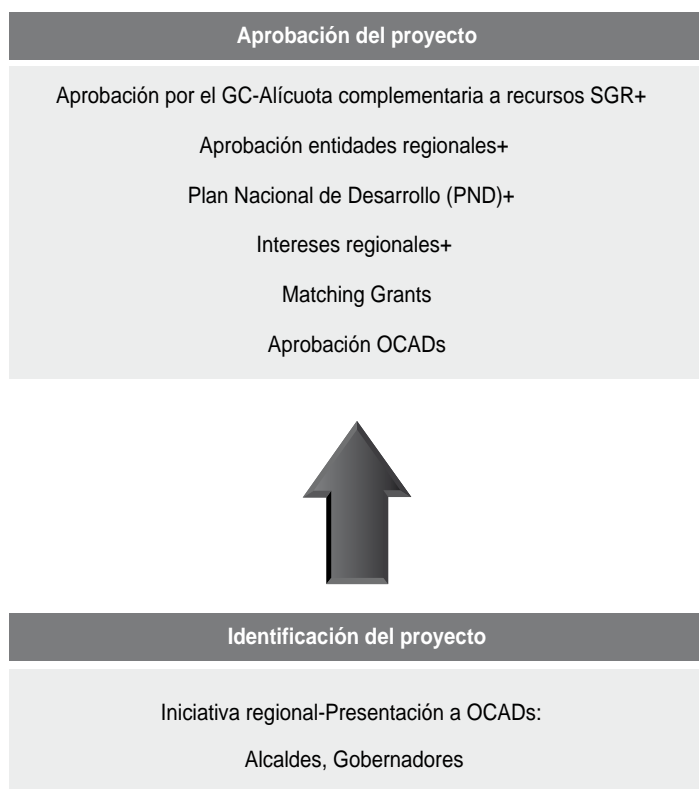 Aprobación del proyecto
Aprobación por el GC-Alícuota complementaria a recursos SGR+
Aprobación entidades regionales+
Plan Nacional de Desarrollo (PND)+
Intereses regionales+
Matching Grants
Aprobación OCADs
Identificación del proyecto
Iniciativa regional-Presentación a OCADs:
Alcaldes, Gobernadores